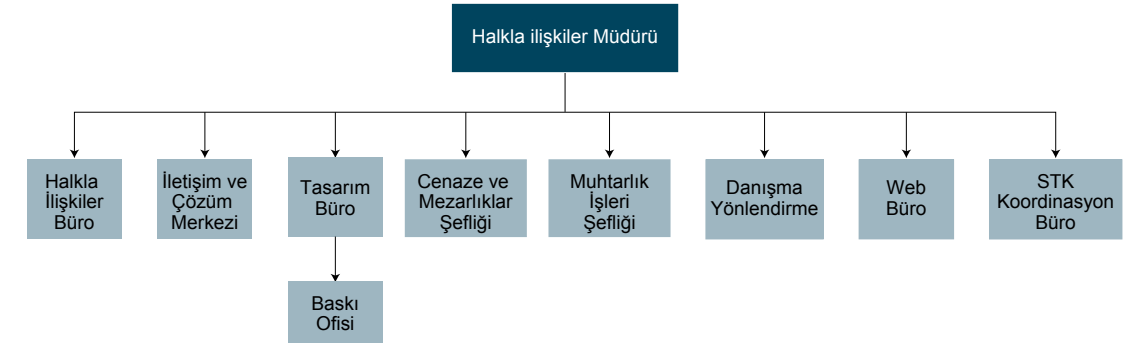 Halkla ilişkiler Müdürü
Halkla
İlişkiler
Büro
İletişim ve
Çözüm
Merkezi
Tasarım
Büro
Cenaze ve
Mezarlıklar
Şefliği
Muhtarlık
İşleri
Şefliği
Danışma
Yönlendirme
Web
Büro
STK
Koordinasyon
Büro
Baskı
Ofisi